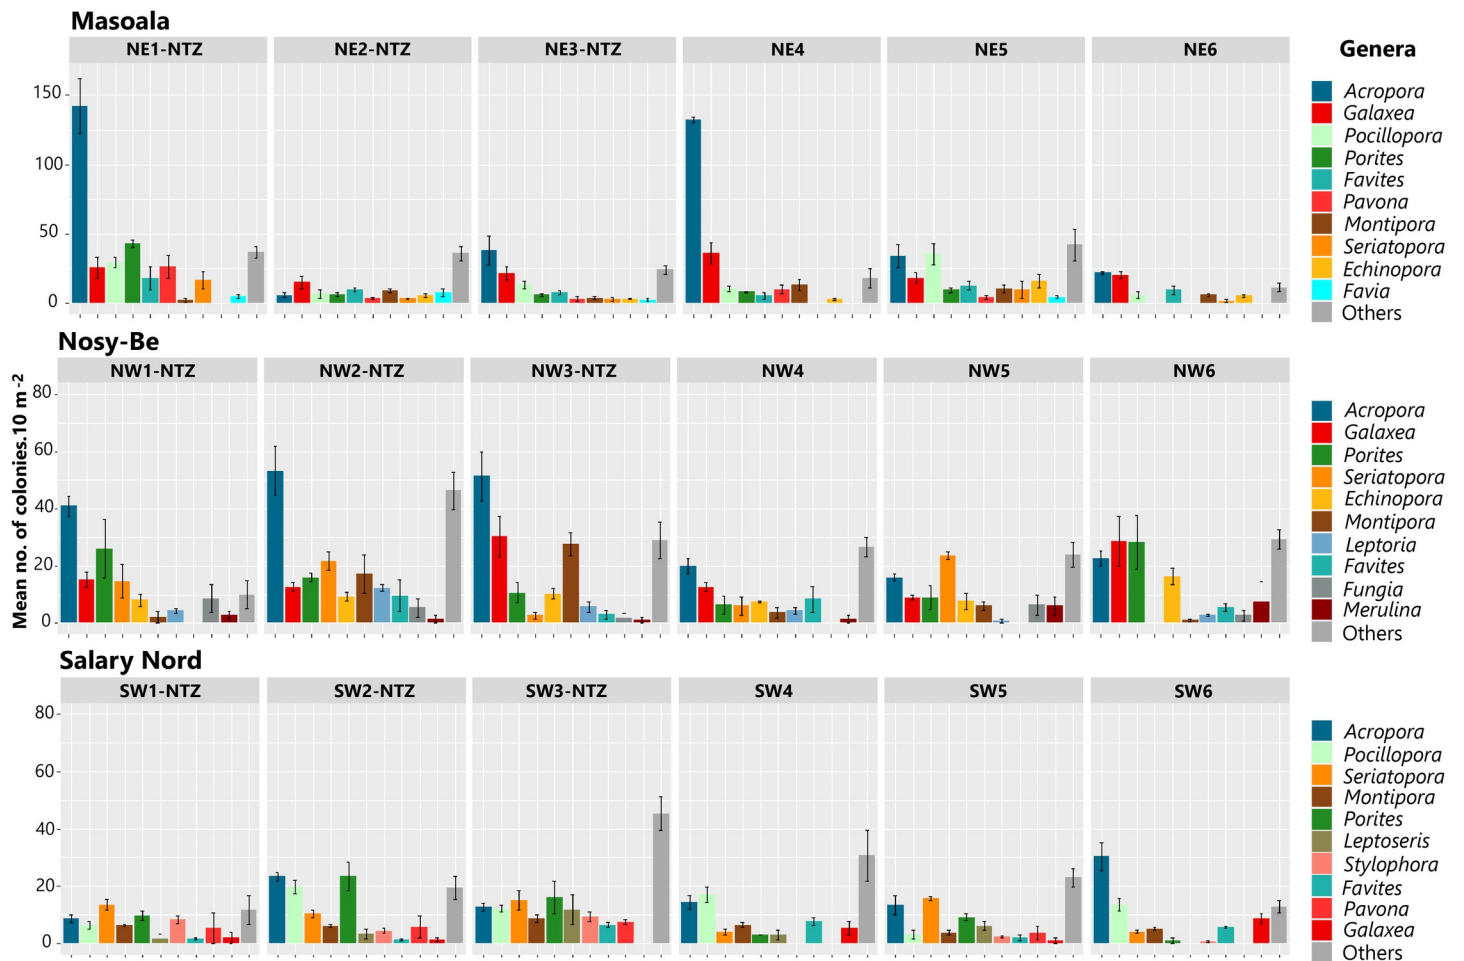 Masoala
NE1-NTZ NE2-NTZ NE3-NTZ NE4 NE5 NE6
150
100
50
0
Genera
Acropora
Galaxea
Pocillopora
Porites
Favites
Pavona
Montipora
Seriatopora
Echinopora
Favia
Others
Nosy-Be
NW1-NTZ NW2-NTZ NW3-NTZ NW4 NW5 NW6
Mean no. of colonies.10 m⁻²
80
60
40
20
0
Acropora
Galaxea
Porites
Seriatopora
Echinopora
Montipora
Leptoria
Favites
Fungia
Merulina
Others
Salary Nord
SW1-NTZ SW2-NTZ SW3-NTZ SW4 SW5 SW6
80
60
40
20
0
Acropora
Pocillopora
Seriatopora
Montipora
Porites
Leptoseris
Stylophora
Favites
Pavona
Galaxea
Others